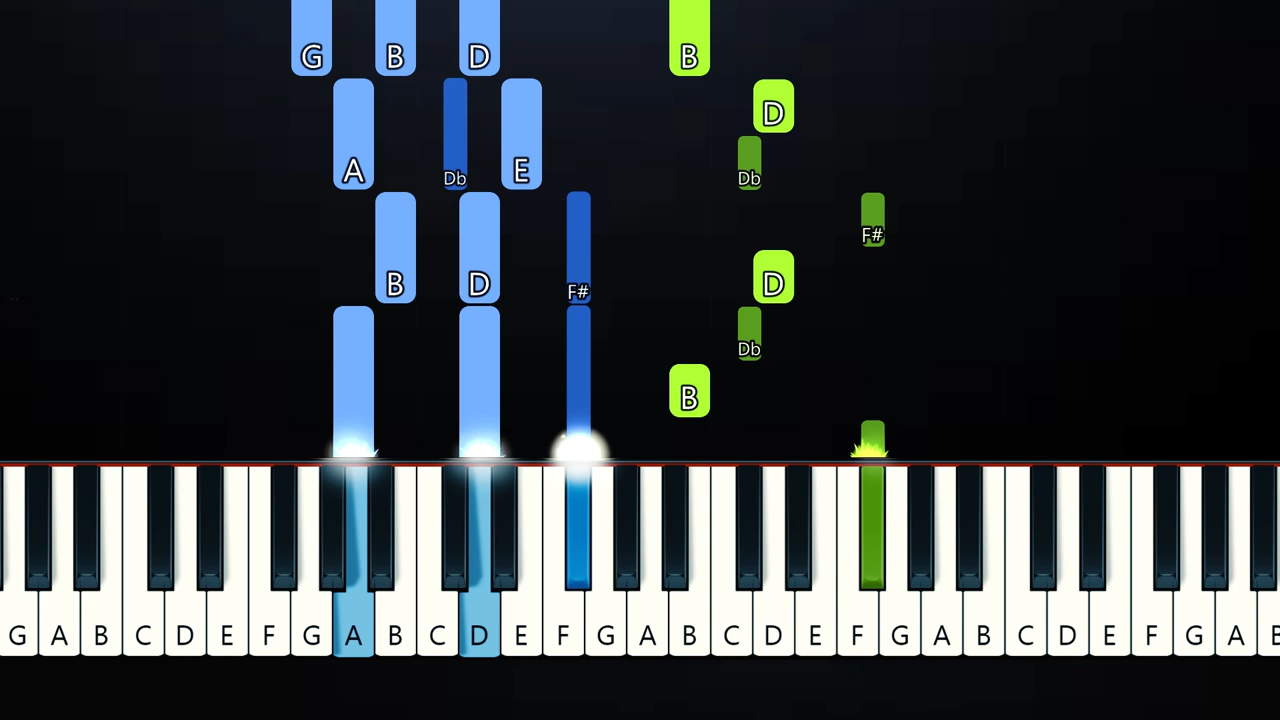 G B D B
D
A Db E Db
F#
B D F# D
Db
B
G A B C D E F G A B C D E F G A B C D E F G A B C D E F G A B